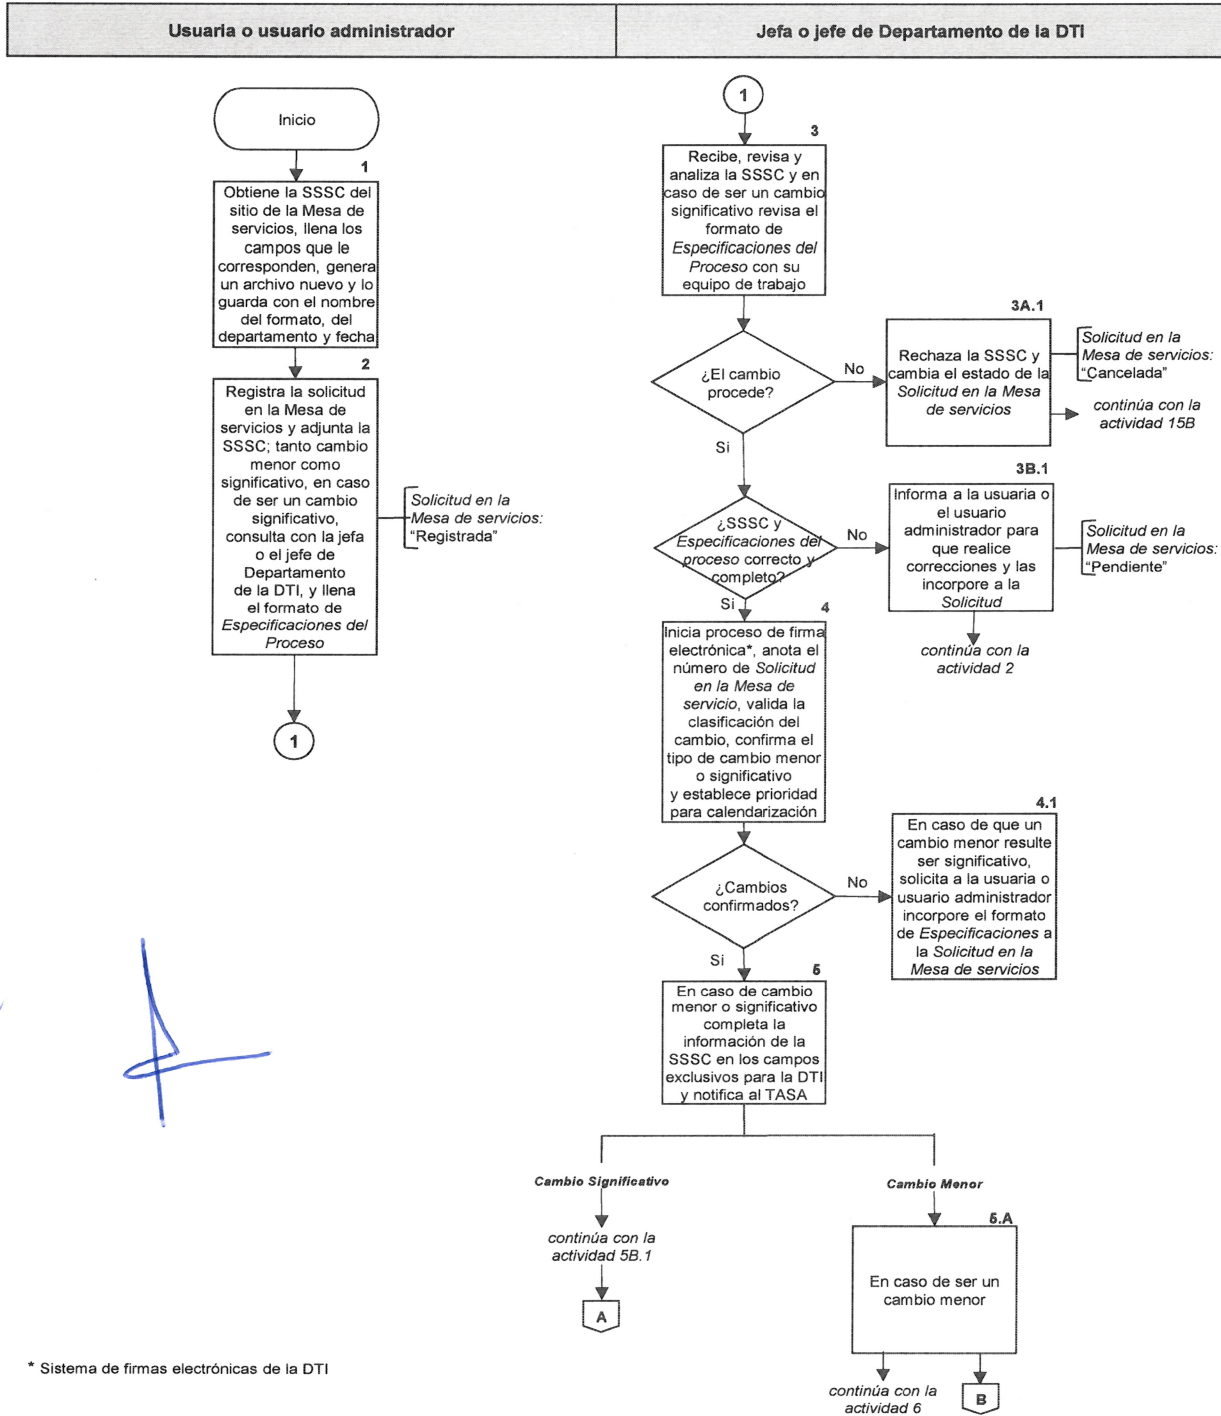 Usuaria o usuario administrador
Jefa o jefe de Departamento de la DTI
Inicio
1
Obtiene la SSSC del
sitio de la Mesa de
servicios, llena los
campos que le
corresponden, genera
un archivo nuevo y lo
guarda con el nombre
del formato, del
departamento y fecha
2
Registra la solicitud
en la Mesa de
servicios y adjunta la
SSSC; tanto cambio
menor como
significativo, en caso
de ser un cambio
significativo,
consulta con la jefa
o el jefe de
Departamento
de la DTI, y llena
el formato de
Especificaciones del
Proceso
Solicitud en la
Mesa de servicios:
"Registrada"
1
1
3
Recibe, revisa y
analiza la SSSC y en
caso de ser un cambio
significativo revisa el
formato de
Especificaciones del
Proceso con su
equipo de trabajo
¿El cambio
procede?
No
3A.1
Rechaza la SSSC y
cambia el estado de la
Solicitud en la Mesa
de servicios
Solicitud en la
Mesa de servicios:
"Cancelada"
continúa con la
actividad 15B
Si
¿SSSC y
Especificaciones del
proceso correcto y
completo?
No
3B.1
Informa a la usuaria o
el usuario
administrador para
que realice
correcciones y las
incorpore a la
Solicitud
Solicitud en la
Mesa de servicios:
"Pendiente"
continúa con la
actividad 2
Si
4
Inicia proceso de firma
electrónica*, anota el
número de Solicitud
en la Mesa de
servicio, valida la
clasificación del
cambio, confirma el
tipo de cambio menor
o significativo
y establece prioridad
para calendarización
¿Cambios
confirmados?
No
4.1
En caso de que un
cambio menor resulte
ser significativo,
solicita a la usuaria o
usuario administrador
incorpore el formato
de Especificaciones a
la Solicitud en la
Mesa de servicios
Si
5
En caso de cambio
menor o significativo
completa la
información de la
SSSC en los campos
exclusivos para la DTI
y notifica al TASA
Cambio Significativo
continúa con la
actividad 5B.1
A
Cambio Menor
5.A
En caso de ser un
cambio menor
continúa con la
actividad 6
B
* Sistema de firmas electrónicas de la DTI